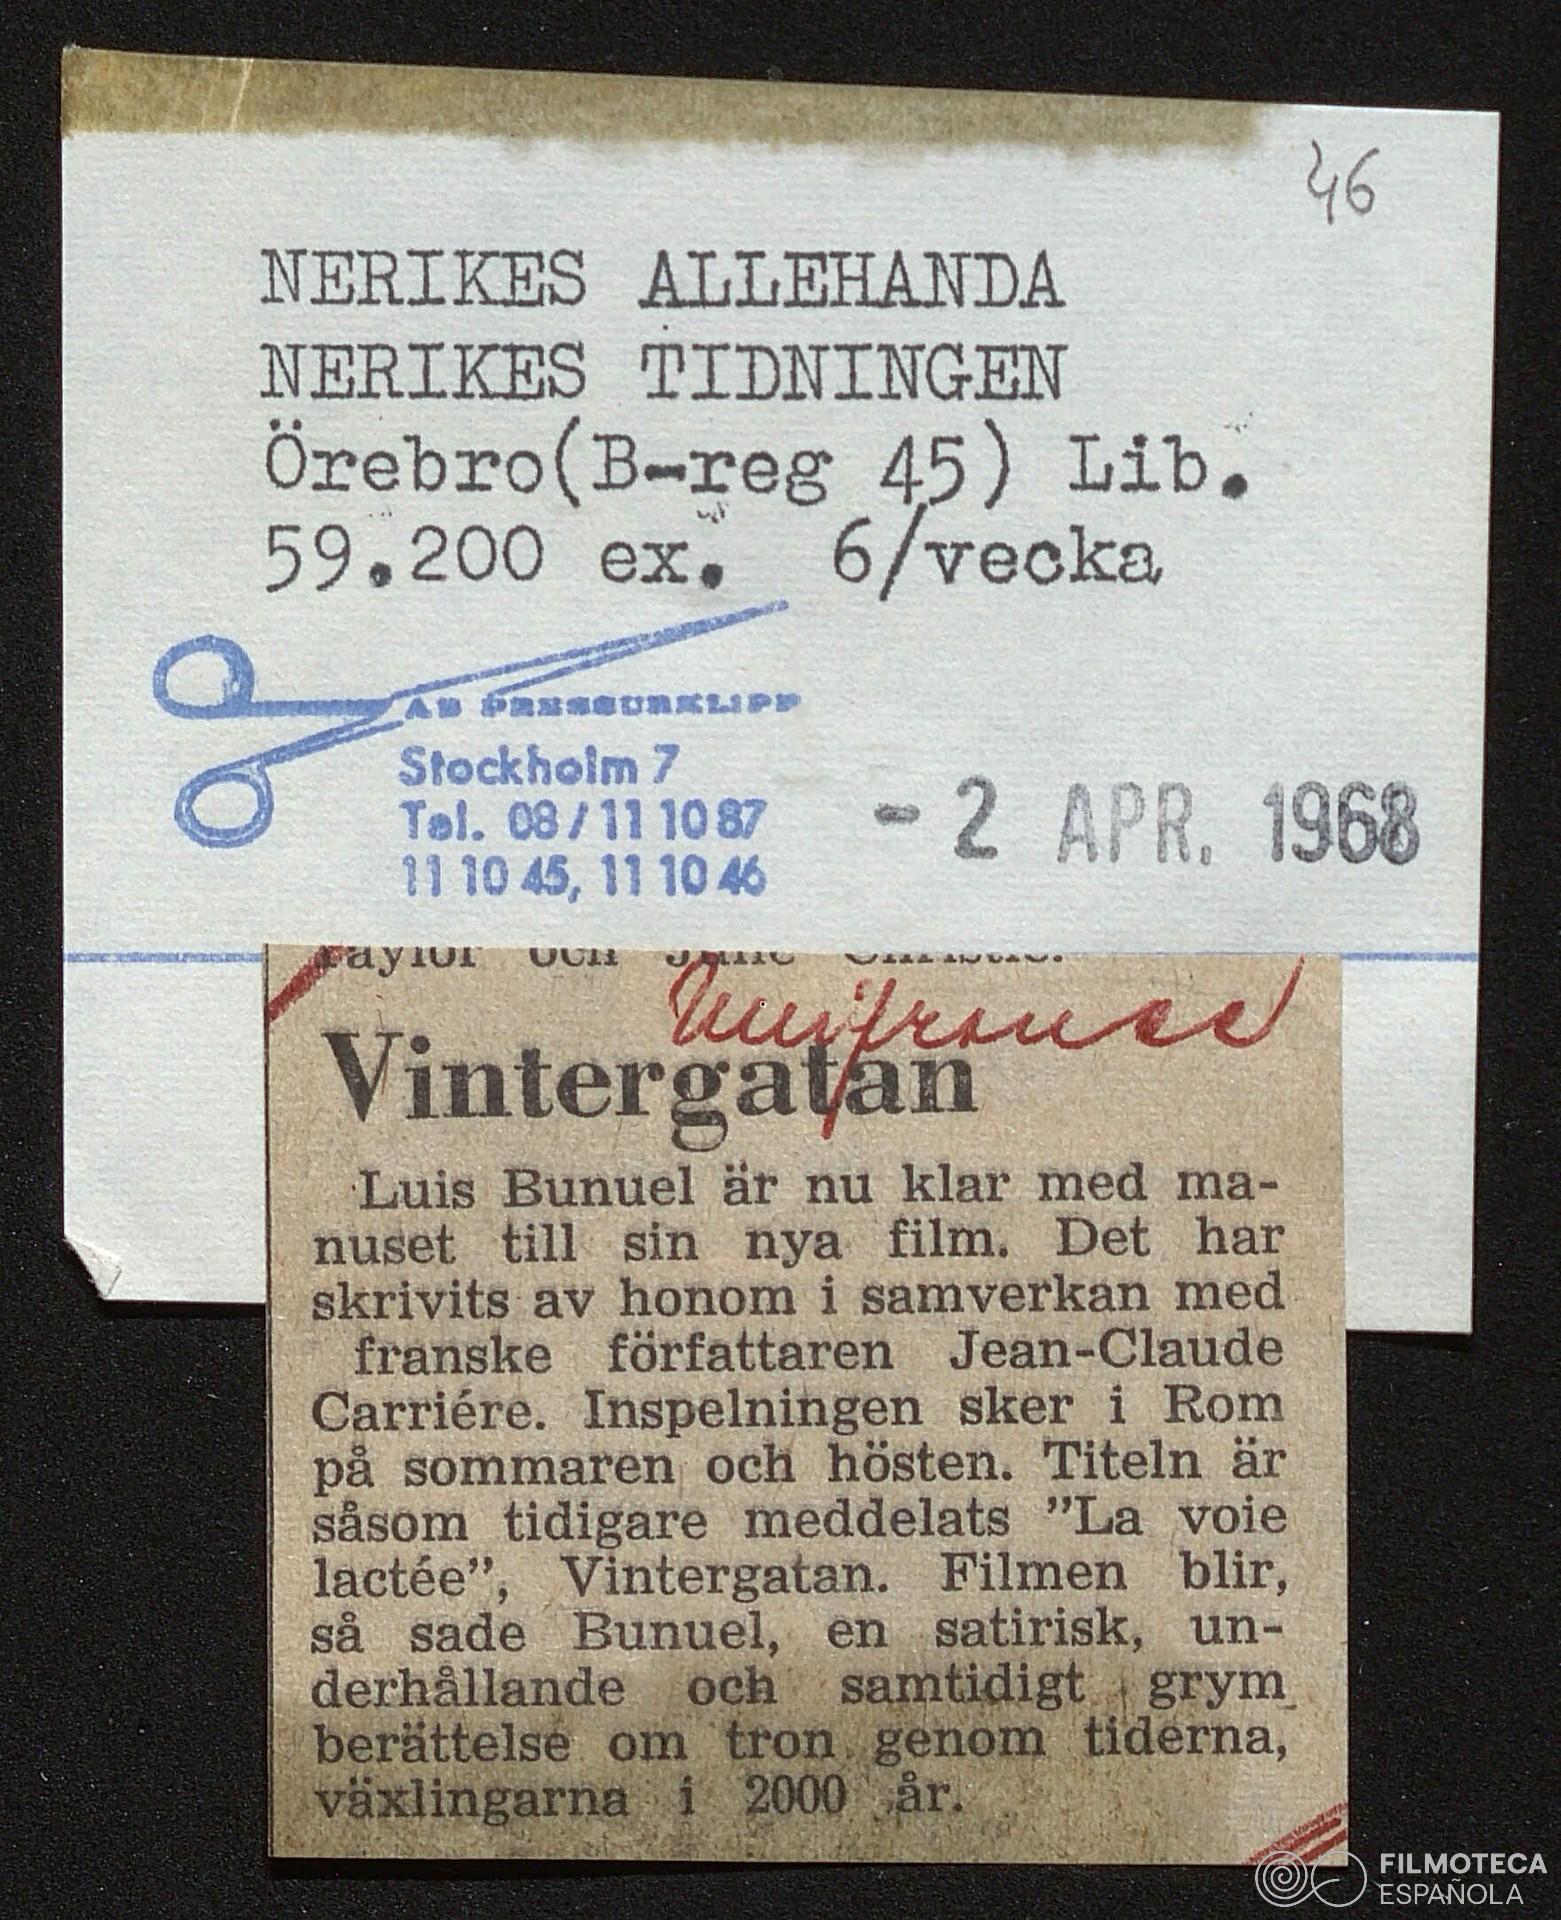 46
NERIKES ALLEHANDA
NERIKES TIDNINGEN
Örebro(B-reg 45) Lib.
59.200 ex. 6/vecka
AB PRESSURKLIPP
Stockholm 7
Tel. 08/11 10 87
11 10 45, 11 10 46
- 2 APR. 1968
Taylor och Julie Christie.
Unifrance
Vintergatan
Luis Bunuel är nu klar med ma-
nuset till sin nya film. Det har
skrivits av honom i samverkan med
franske författaren Jean-Claude
Carriére. Inspelningen sker i Rom
på sommaren och hösten. Titeln är
såsom tidigare meddelats ”La voie
lactée”, Vintergatan. Filmen blir,
så sade Bunuel, en satirisk, un-
derhållande och samtidigt grym
berättelse om tron genom tiderna,
växlingarna i 2000 år.
FILMOTECA
ESPAÑOLA